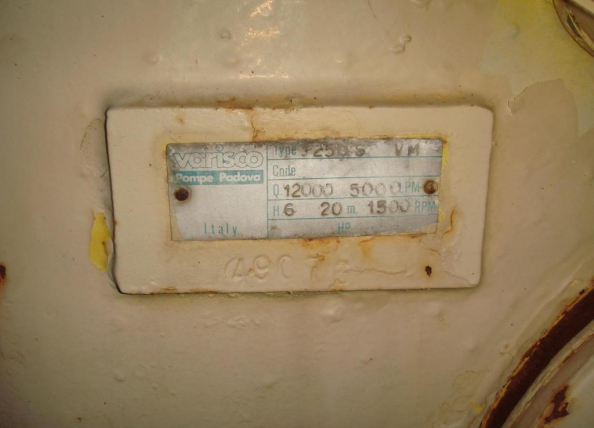 varisco
Pompe Padova
Italy
Type VM
Code
Q 12000 5000 LPM
H 6 20 m. 1500 RPM
HP